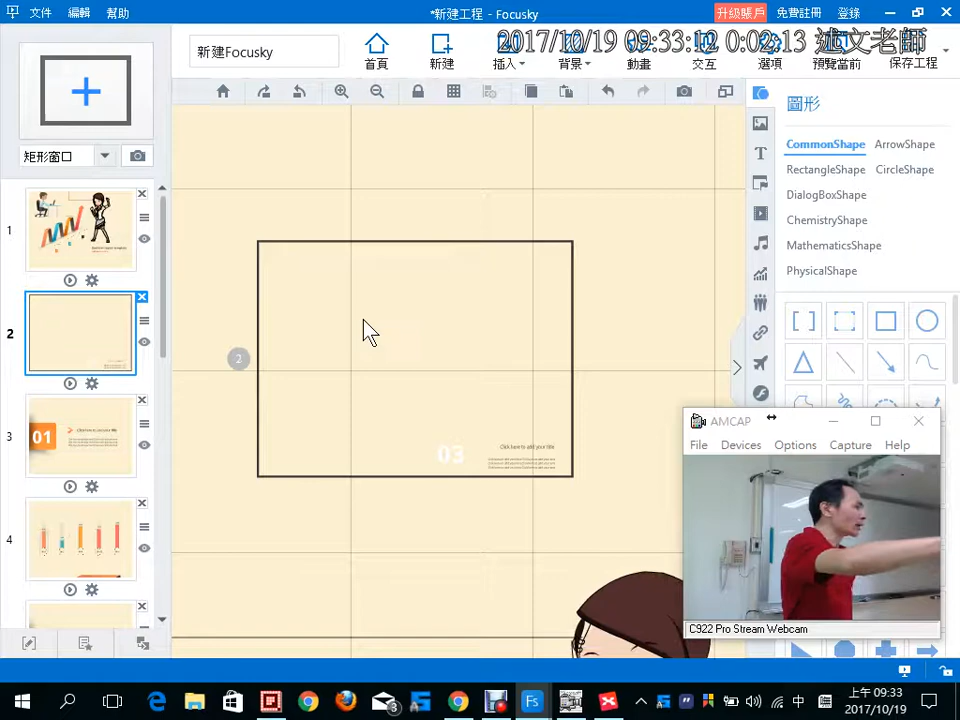 文件 編輯 幫助 *新建工程 - Focusky 升級賬戶 免費註冊 登錄
2017/10/19 09:33:12 0:02:13 述文老師
新建Focusky 首頁 新建 插入 背景 動畫 交互 選項 預覽當前 保存工程
矩形窗口
圖形
CommonShape ArrowShape
RectangleShape CircleShape
DialogBoxShape
ChemistryShape
MathematicsShape
PhysicalShape
1
2
3
01
4
2
03
Click here to add your title
AMCAP
File Devices Options Capture Help
C922 Pro Stream Webcam
Fs 中
上午 09:33
2017/10/19